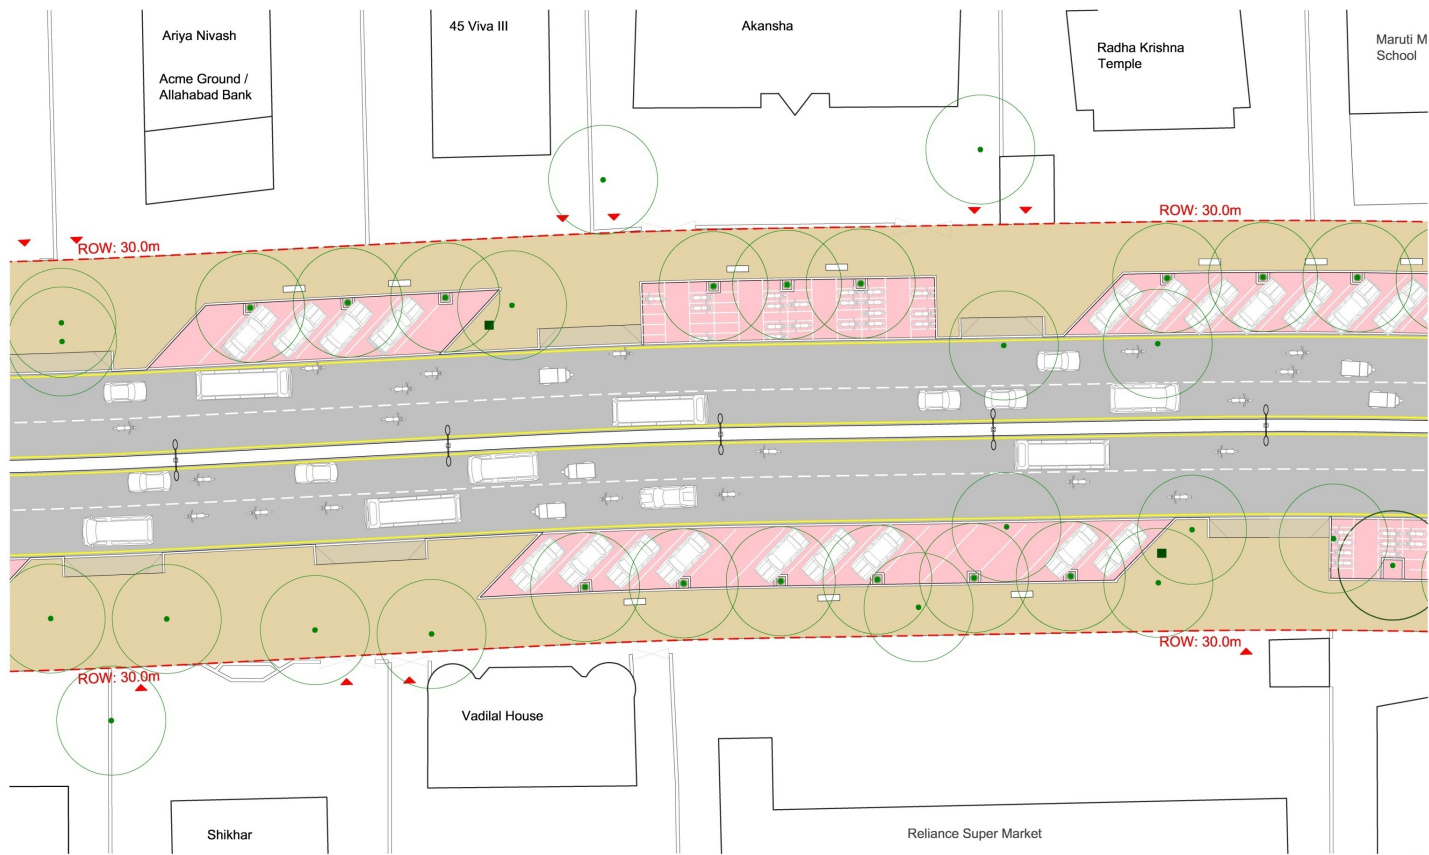 Ariya Nivash
Acme Ground /
Allahabad Bank
45 Viva III
Akansha
Radha Krishna
Temple
Maruti M
School
ROW: 30.0m
ROW: 30.0m
ROW: 30.0m
ROW: 30.0m
Vadilal House
Shikhar
Reliance Super Market